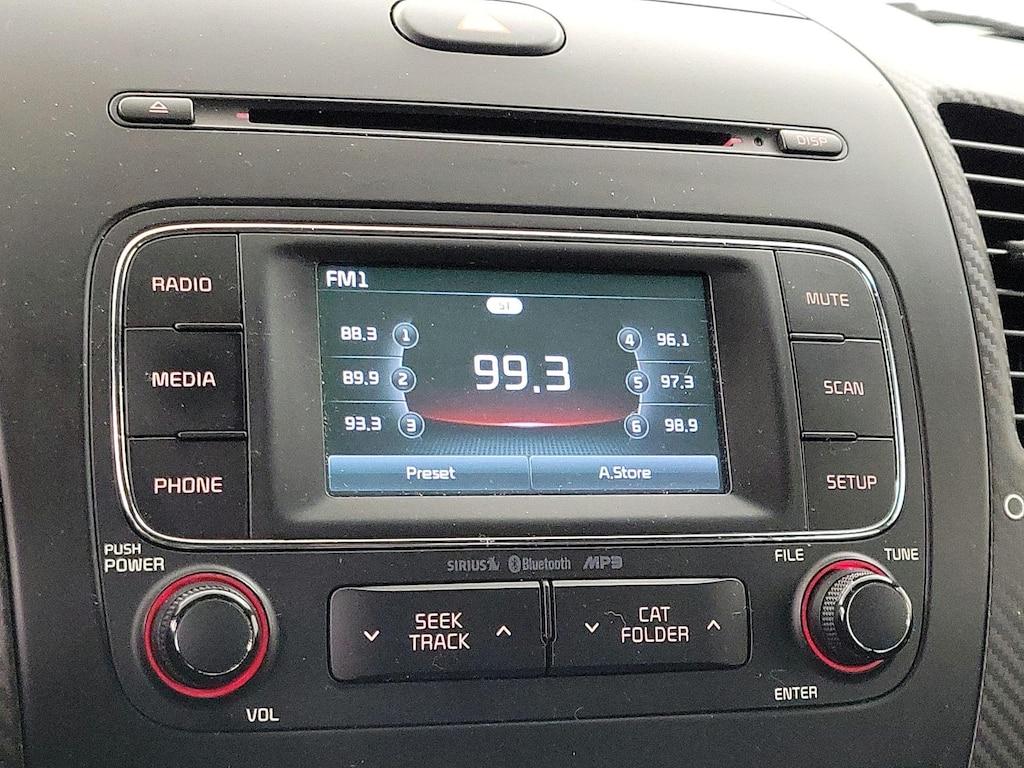 DISP
RADIO
MEDIA
PHONE
FM1
ST
88.3 1
89.9 2
93.3 3
99.3
4 96.1
5 97.3
6 98.9
Preset
A.Store
MUTE
SCAN
SETUP
PUSH
POWER
VOL
SIRIUS Bluetooth MP3
SEEK
TRACK
CAT
FOLDER
FILE
TUNE
ENTER